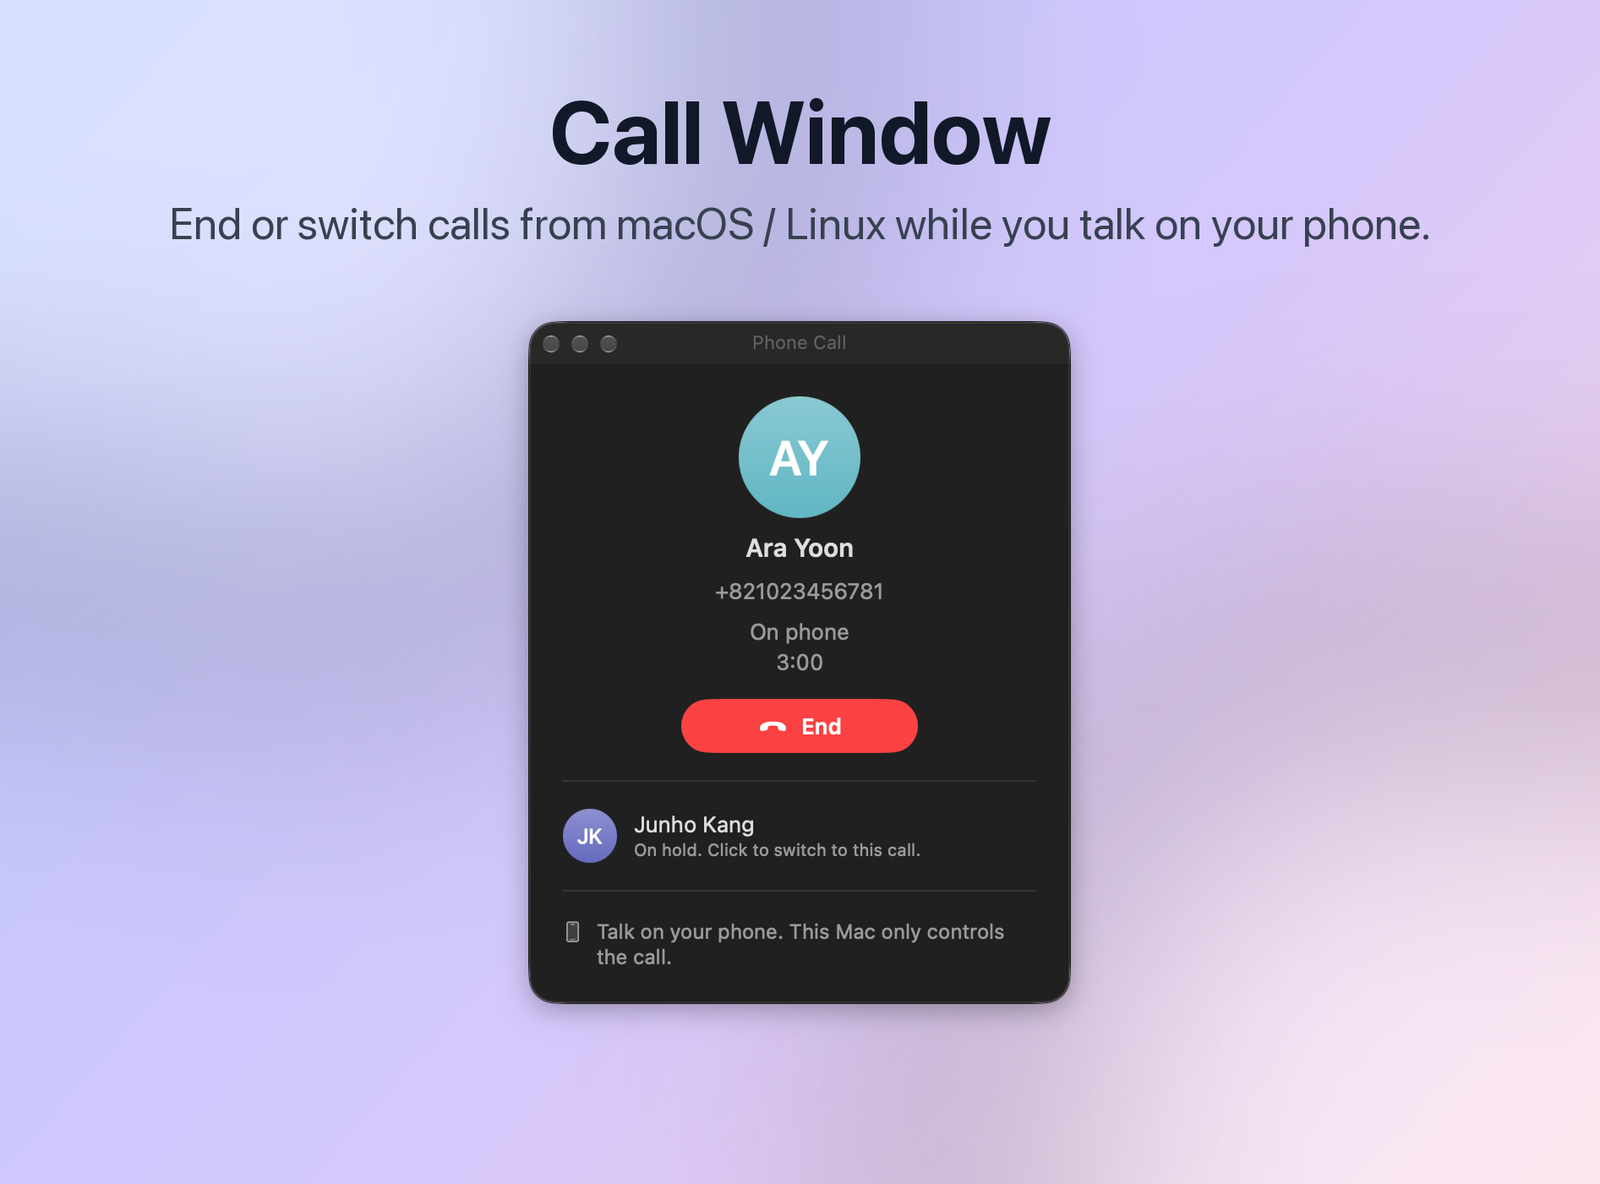 Call Window
End or switch calls from macOS / Linux while you talk on your phone.
Phone Call
AY
Ara Yoon
+821023456781
On phone
3:00
End
JK
Junho Kang
On hold. Click to switch to this call.
Talk on your phone. This Mac only controls
the call.